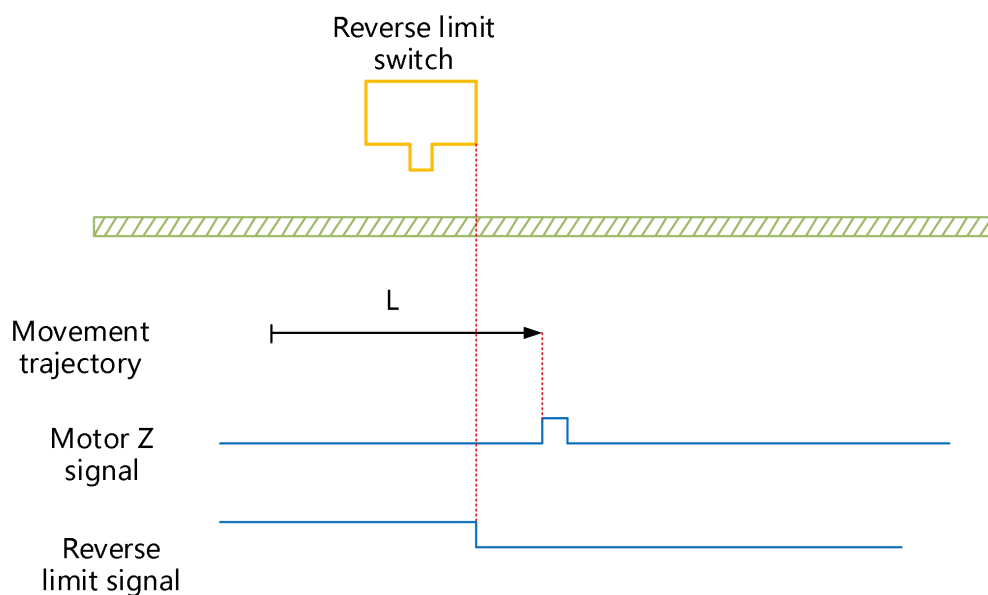 Reverse limit
switch
L
Movement
trajectory
Motor Z
signal
Reverse
limit signal